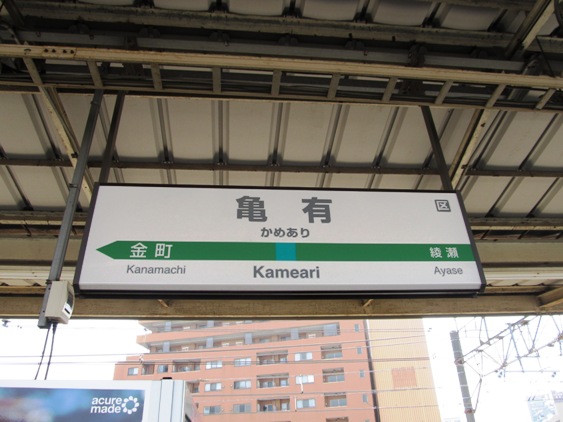 亀有
区
かめあり
金町
綾瀬
Kanamachi
Kameari
Ayase
acure
made